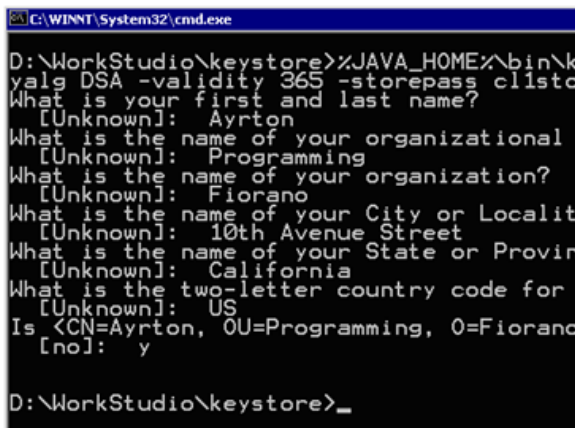 C:\WINNT\System32\cmd.exe
D:\WorkStudio\keystore>%JAVA_HOME%\bin\k
yalg DSA -validity 365 -storepass cl1sto
What is your first and last name?
[Unknown]: Ayrton
What is the name of your organizational
[Unknown]: Programming
What is the name of your organization?
[Unknown]: Fiorano
What is the name of your City or Localit
[Unknown]: 10th Avenue Street
What is the name of your State or Provin
[Unknown]: California
What is the two-letter country code for
[Unknown]: US
Is <CN=Ayrton, OU=Programming, O=Fiorano
[no]: y
D:\WorkStudio\keystore>_